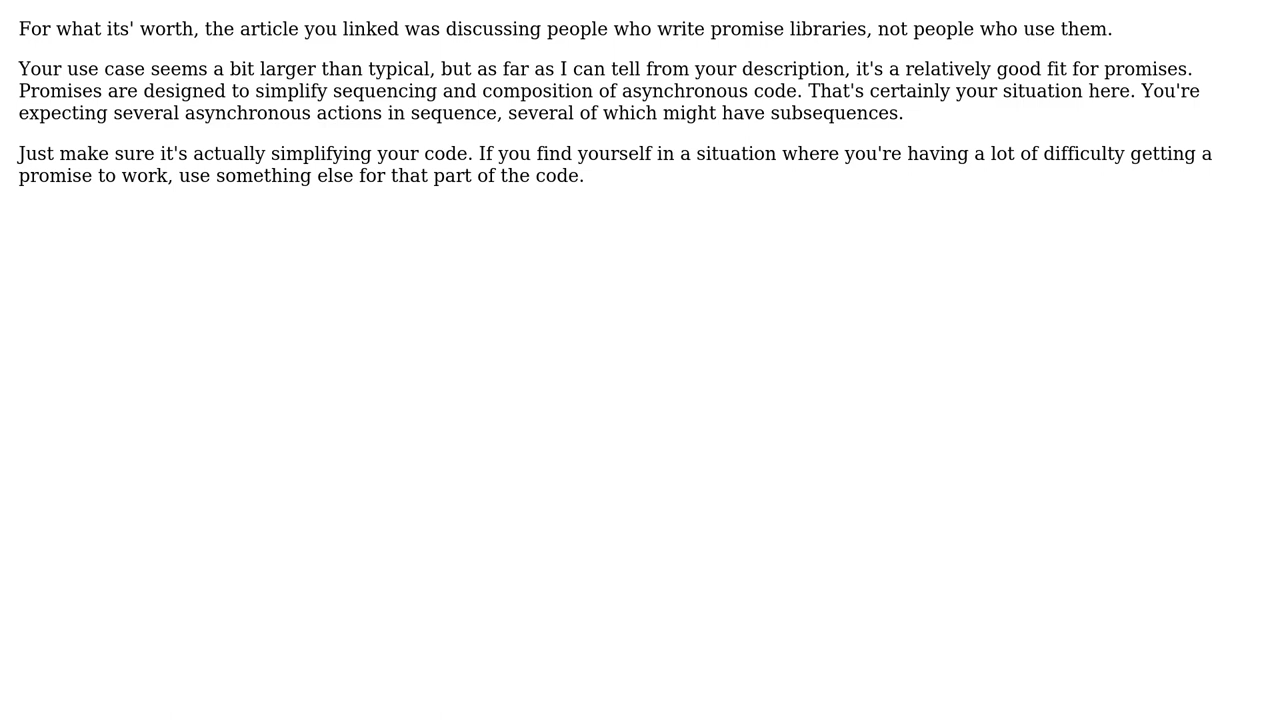 For what its' worth, the article you linked was discussing people who write promise libraries, not people who use them.
Your use case seems a bit larger than typical, but as far as I can tell from your description, it's a relatively good fit for promises.
Promises are designed to simplify sequencing and composition of asynchronous code. That's certainly your situation here. You're
expecting several asynchronous actions in sequence, several of which might have subsequences.
Just make sure it's actually simplifying your code. If you find yourself in a situation where you're having a lot of difficulty getting a
promise to work, use something else for that part of the code.